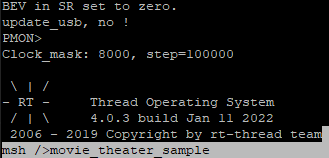 BEV in SR set to zero.
update_usb, no !
PMON>
Clock_mask: 8000, step=100000
\ | /
- RT -     Thread Operating System
/ | \     4.0.3 build Jan 11 2022
2006 - 2019 Copyright by rt-thread team
msh />movie_theater_sample